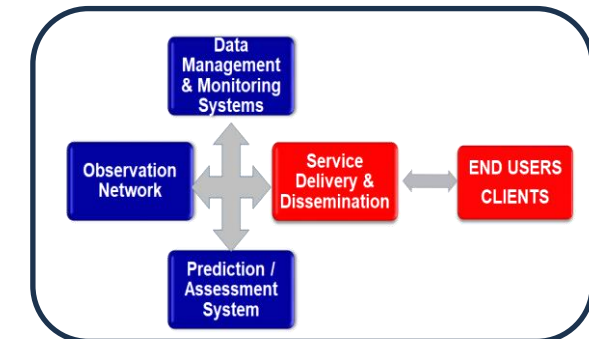 Data
Management
& Monitoring
Systems
Observation
Network
Service
Delivery &
Dissemination
END USERS
CLIENTS
Prediction /
Assessment
System